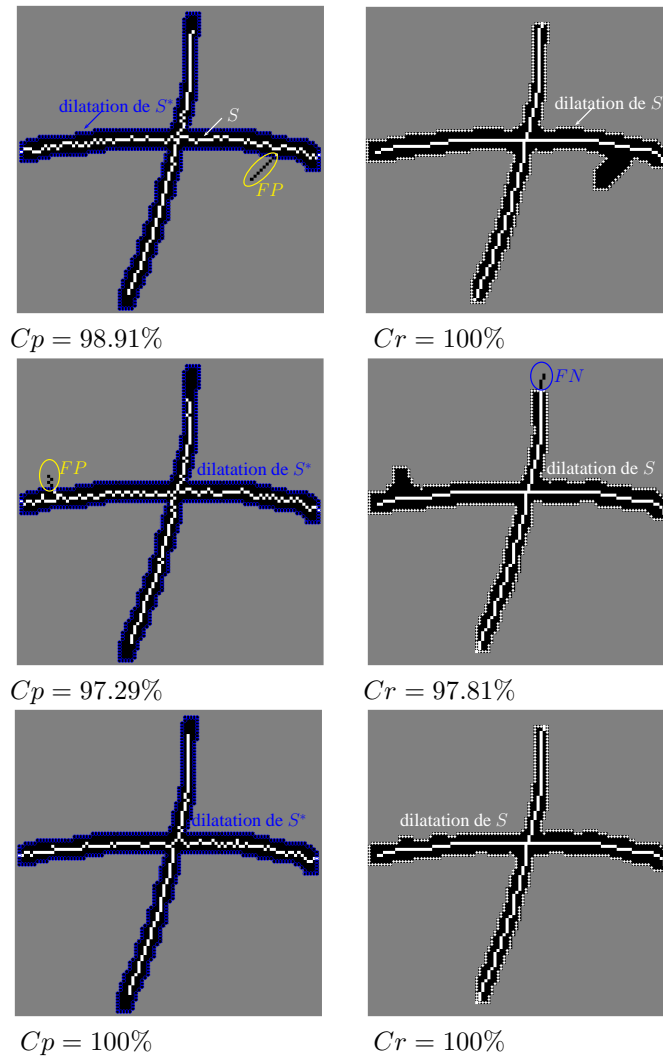 dilatation de S*
S
FP
dilatation de S
Cp = 98.91%
Cr = 100%
FP
dilatation de S*
FN
dilatation de S
Cp = 97.29%
Cr = 97.81%
dilatation de S*
dilatation de S
Cp = 100%
Cr = 100%